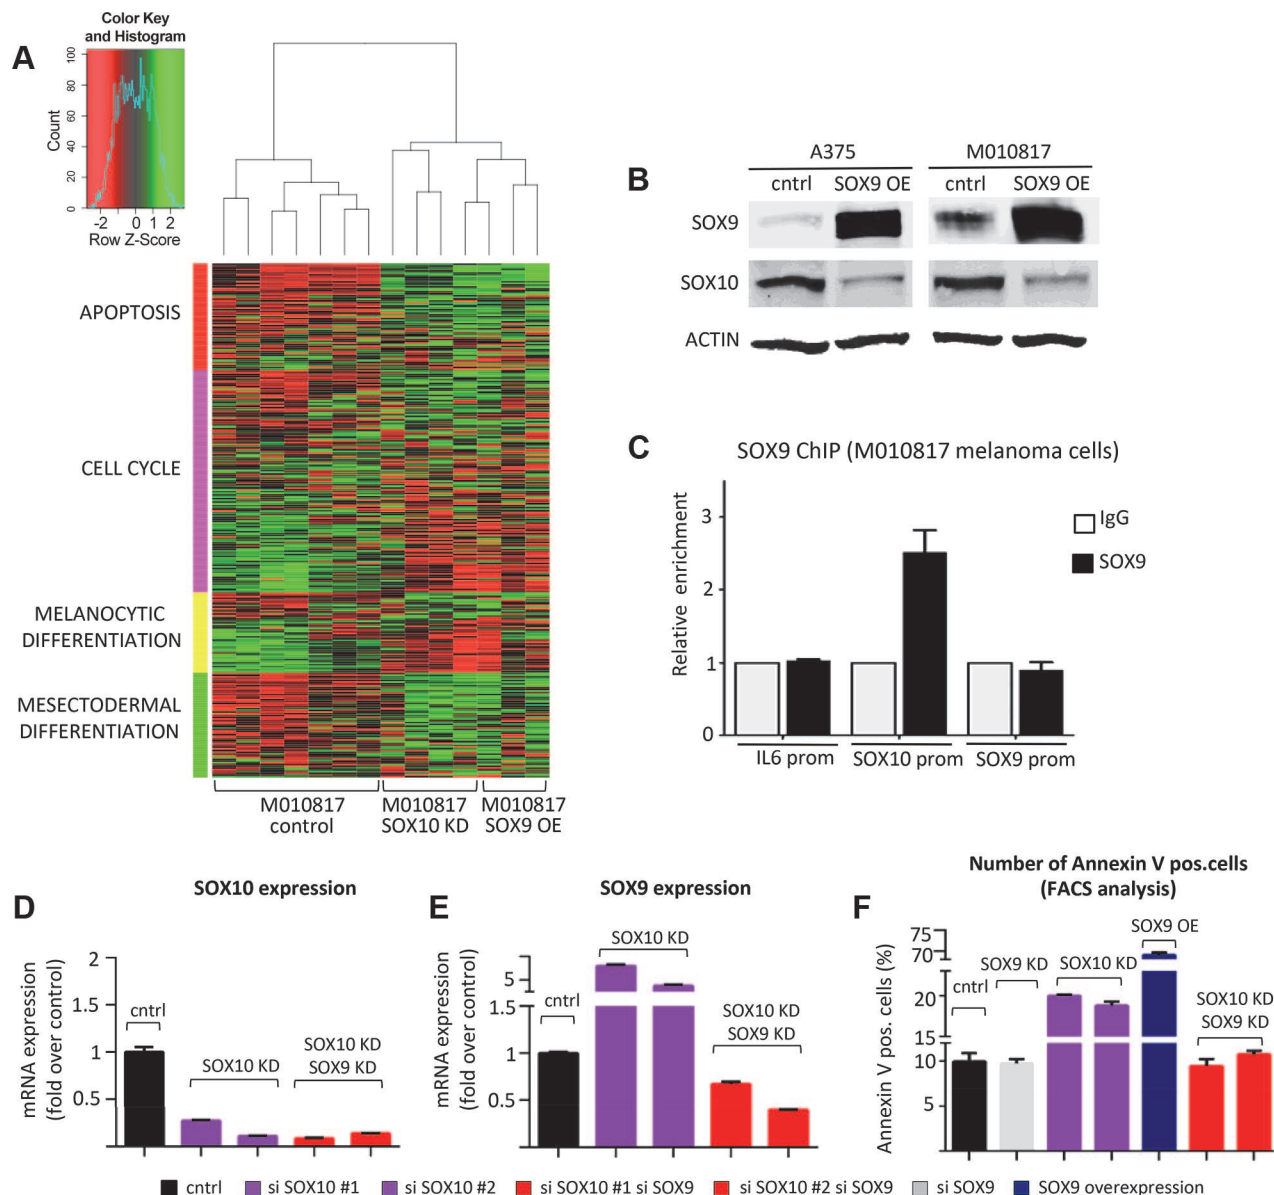 A
Color Key
and Histogram
Count
0 20 40 60 80 100
-2 0 1 2
Row Z-Score
APOPTOSIS
CELL CYCLE
MELANOCYTIC
DIFFERENTIATION
MESECTODERMAL
DIFFERENTIATION
M010817
control
M010817
SOX10 KD
M010817
SOX9 OE
B
A375
M010817
cntrl
SOX9 OE
cntrl
SOX9 OE
SOX9
SOX10
ACTIN
C
SOX9 ChIP (M010817 melanoma cells)
Relative enrichment
3
2
1
0
IgG
SOX9
IL6 prom
SOX10 prom
SOX9 prom
D
SOX10 expression
mRNA expression
(fold over control)
2
1
0.5
cntrl
SOX10 KD
SOX10 KD
SOX9 KD
E
SOX9 expression
mRNA expression
(fold over control)
5
1.5
1
0.5
cntrl
SOX10 KD
SOX10 KD
SOX9 KD
F
Number of Annexin V pos.cells
(FACS analysis)
Annexin V pos. cells (%)
75
70
20
15
10
5
cntrl
SOX9 KD
SOX10 KD
SOX9 OE
SOX10 KD
SOX9 KD
cntrl
si SOX10 #1
si SOX10 #2
si SOX10 #1 si SOX9
si SOX10 #2 si SOX9
si SOX9
SOX9 overexpression